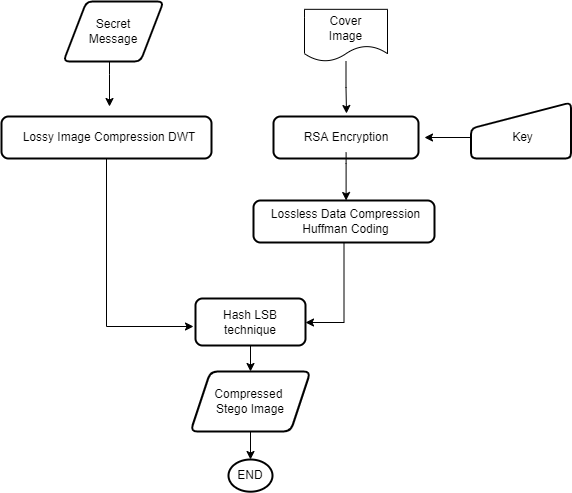 Secret
Message
Cover
Image
Lossy Image Compression DWT
RSA Encryption
Key
Lossless Data Compression
Huffman Coding
Hash LSB
technique
Compressed
Stego Image
END